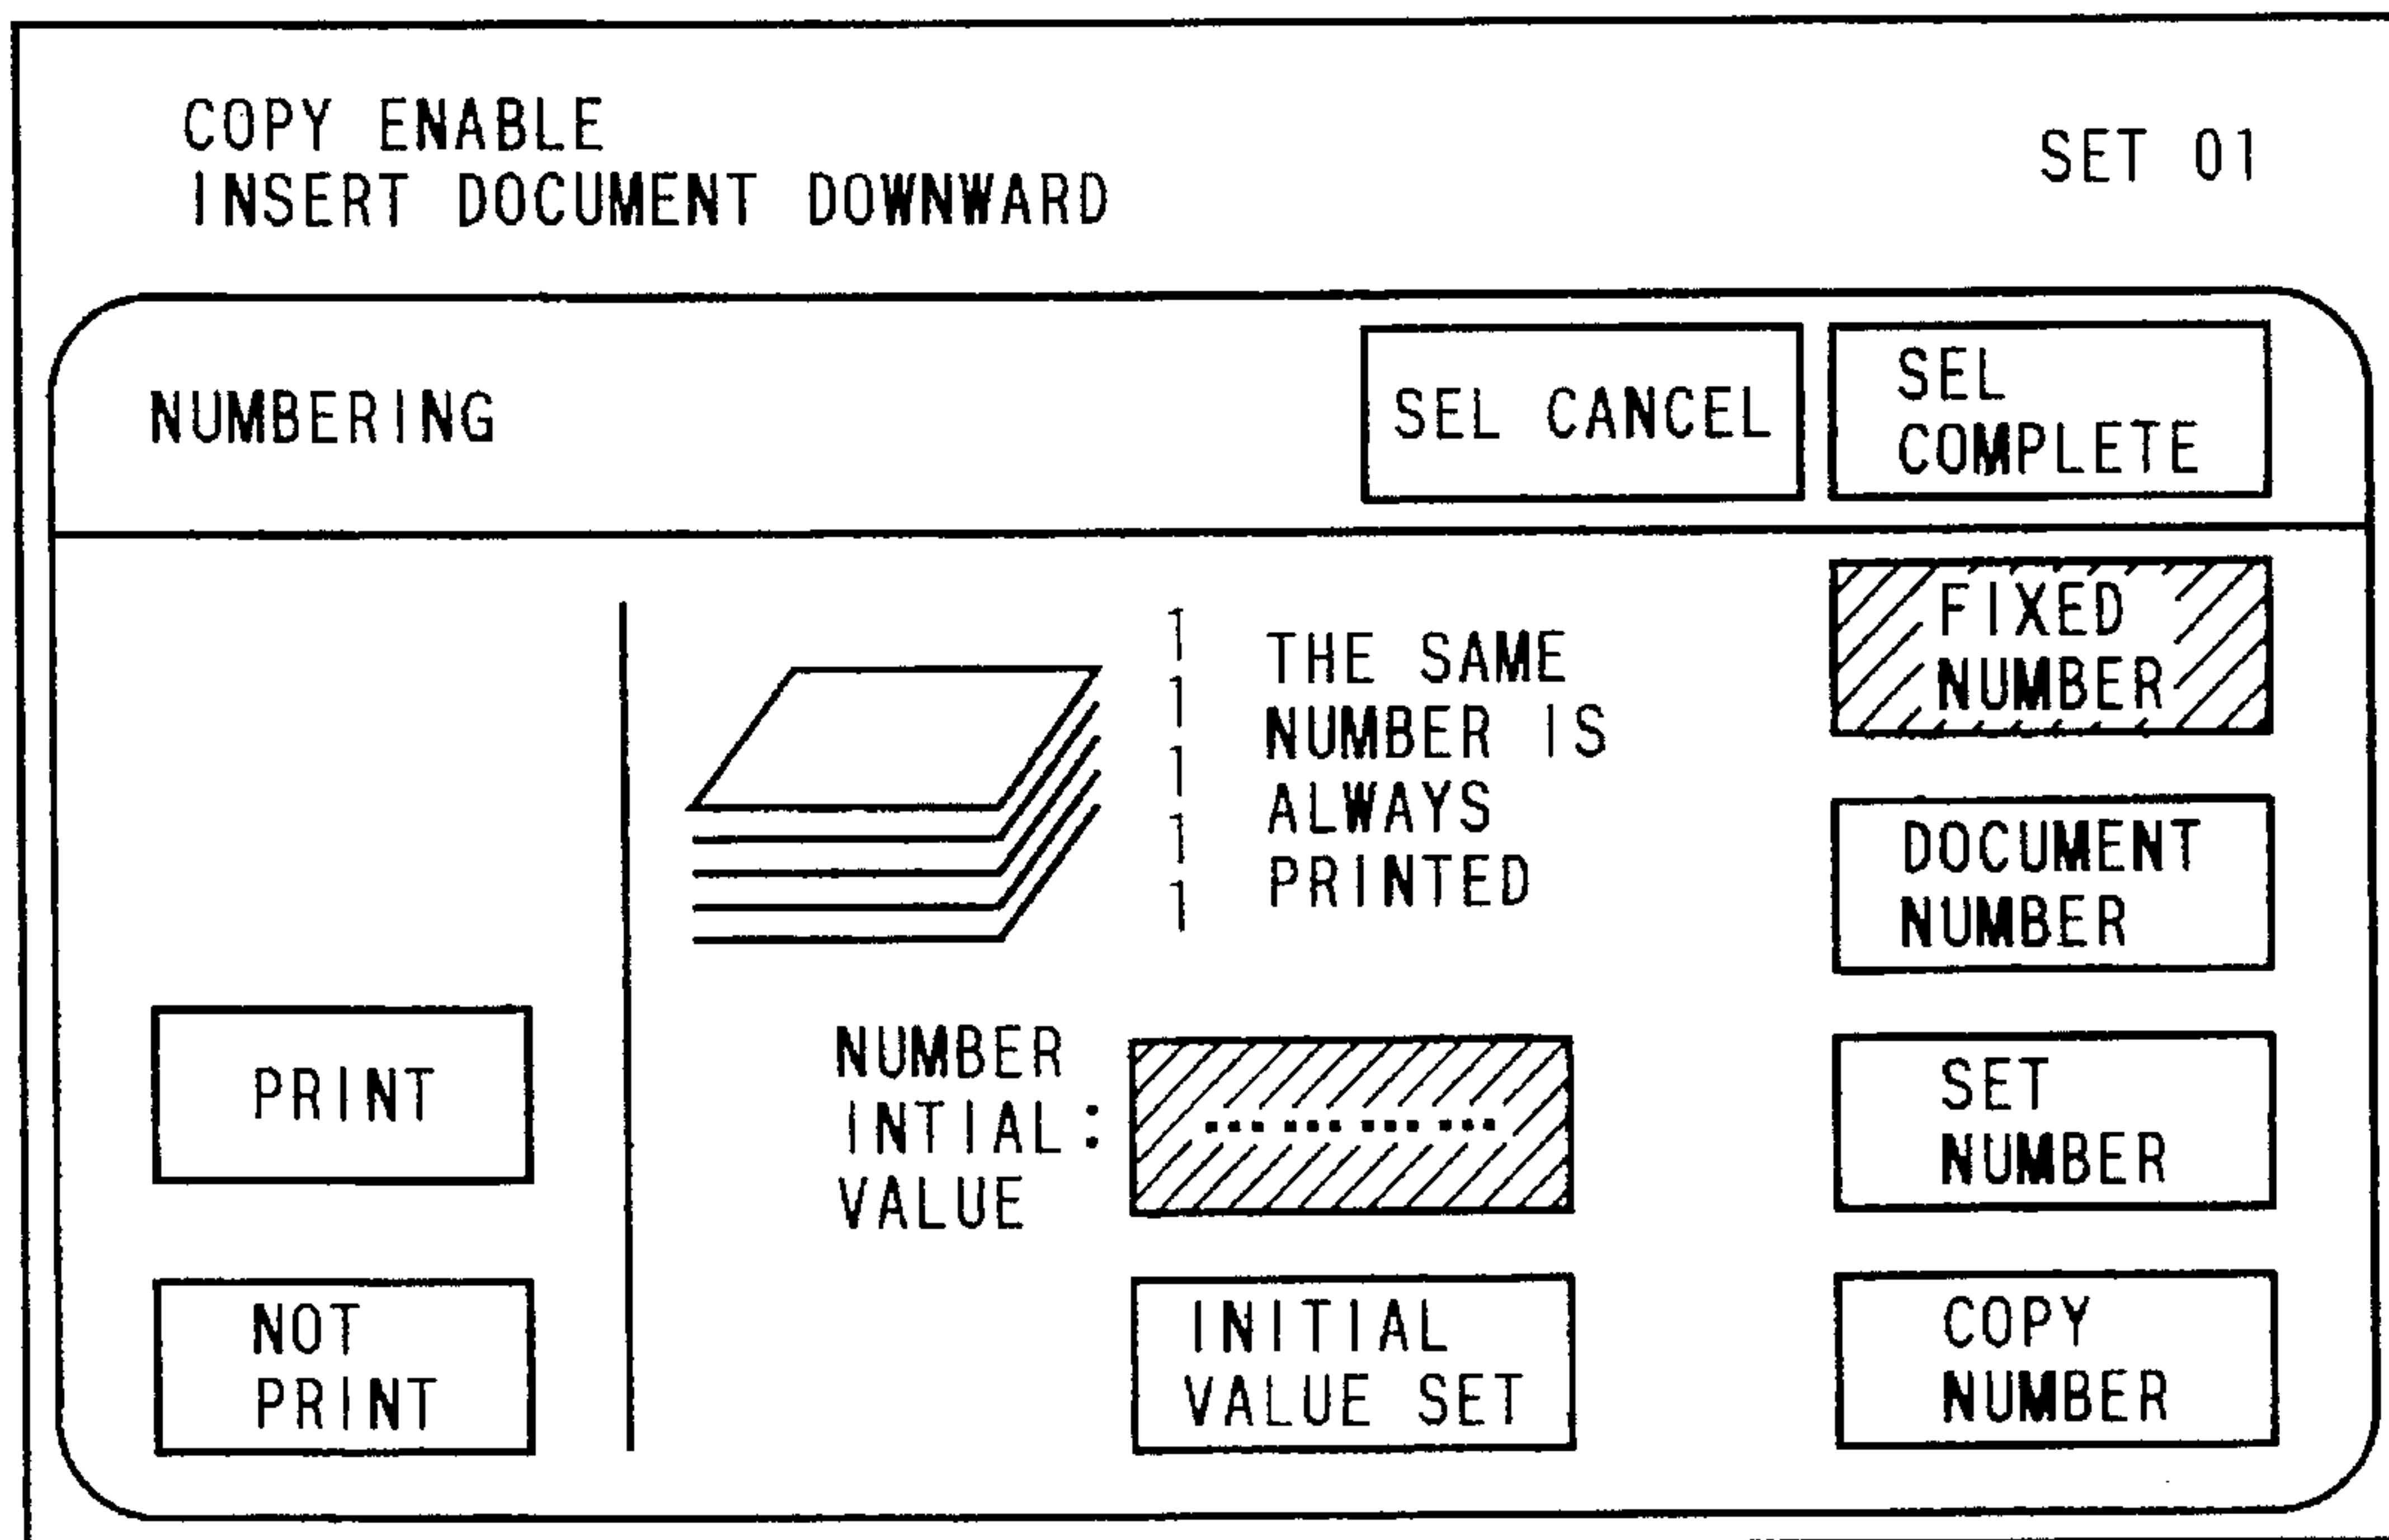 COPY ENABLE
INSERT DOCUMENT DOWNWARD
SET 01
NUMBERING
SEL CANCEL
SEL
COMPLETE
PRINT
NOT
PRINT
1
1
1
1
1
THE SAME
NUMBER IS
ALWAYS
PRINTED
NUMBER
INTIAL:
VALUE
INITIAL
VALUE SET
FIXED
NUMBER
DOCUMENT
NUMBER
SET
NUMBER
COPY
NUMBER